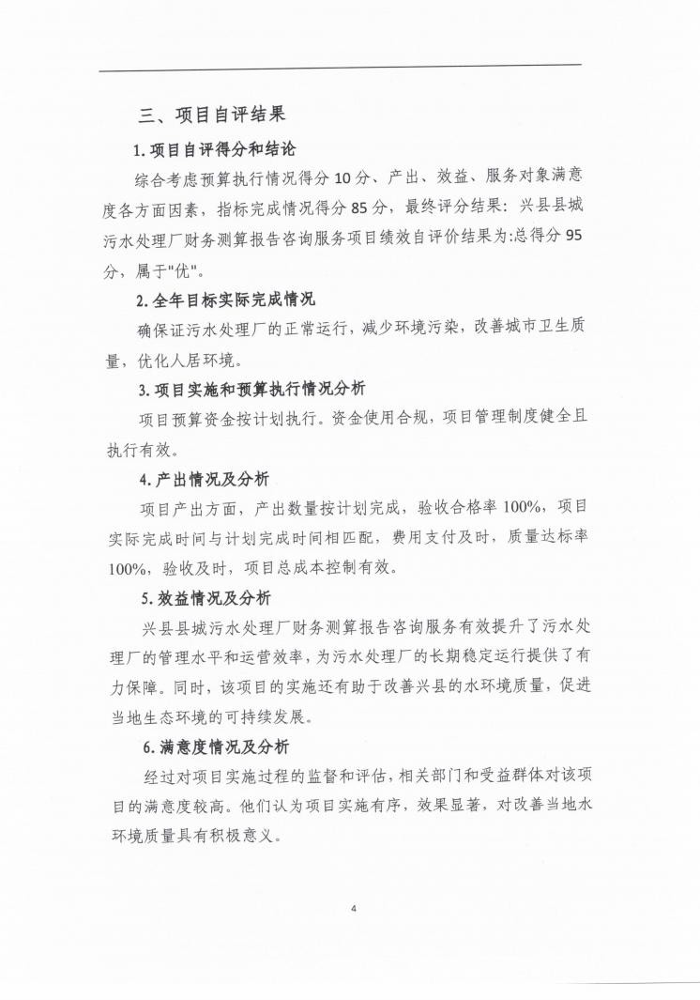 三、项目自评结果
1.项目自评得分和结论
综合考虑预算执行情况得分 10 分、产出、效益、服务对象满意
度各方面因素，指标完成情况得分 85 分，最终评分结果：兴县县城
污水处理厂财务测算报告咨询服务项目绩效自评价结果为:总得分 95
分，属于"优"。
2.全年目标实际完成情况
确保证污水处理厂的正常运行，减少环境污染，改善城市卫生质
量，优化人居环境。
3.项目实施和预算执行情况分析
项目预算资金按计划执行。资金使用合规，项目管理制度健全且
执行有效。
4.产出情况及分析
项目产出方面，产出数量按计划完成，验收合格率 100%，项目
实际完成时间与计划完成时间相匹配，费用支付及时，质量达标率
100%，验收及时，项目总成本控制有效。
5.效益情况及分析
兴县县城污水处理厂财务测算报告咨询服务有效提升了污水处
理厂的管理水平和运营效率，为污水处理厂的长期稳定运行提供了有
力保障。同时，该项目的实施还有助于改善兴县的水环境质量，促进
当地生态环境的可持续发展。
6.满意度情况及分析
经过对项目实施过程的监督和评估，相关部门和受益群体对该项
目的满意度较高。他们认为项目实施有序，效果显著，对改善当地水
环境质量具有积极意义。
4